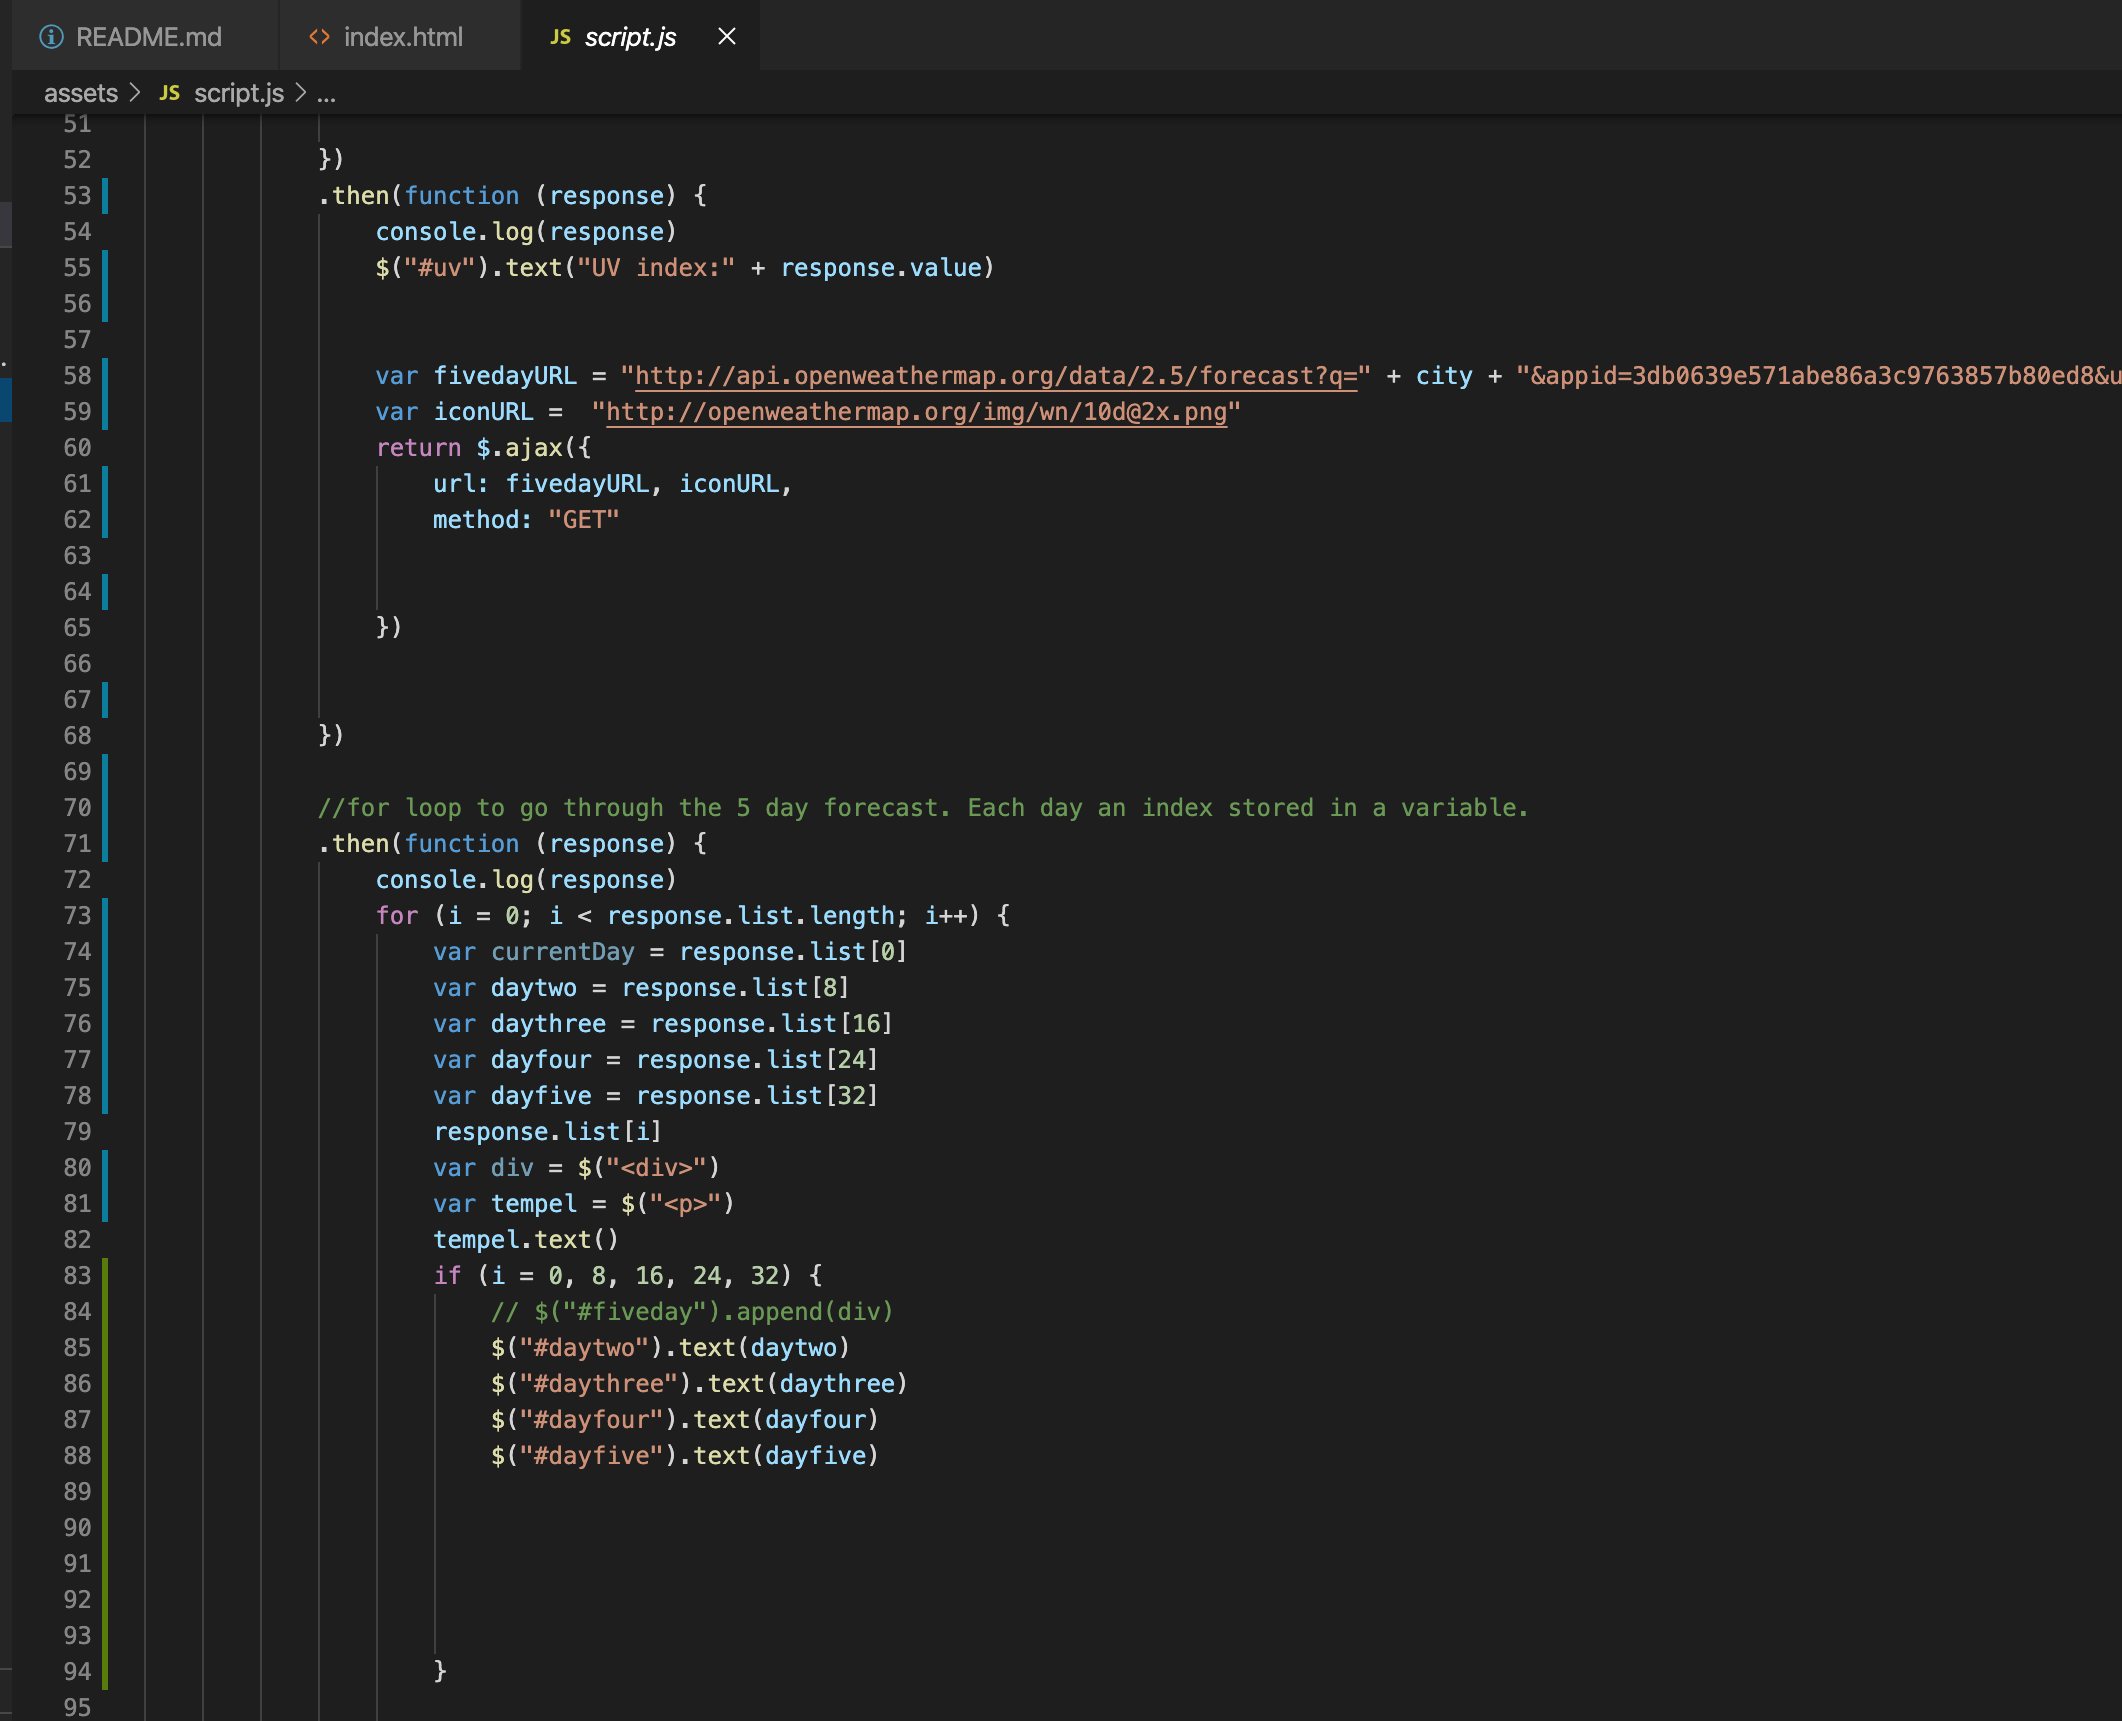 README.md
index.html
JS script.js
assets > JS script.js > ...
51
52 })
53 .then(function (response) {
54 console.log(response)
55 $("#uv").text("UV index:" + response.value)
56
57
58 var fivedayURL = "http://api.openweathermap.org/data/2.5/forecast?q=" + city + "&appid=3db0639e571abe86a3c9763857b80ed8&u
59 var iconURL =  "http://openweathermap.org/img/wn/10d@2x.png"
60 return $.ajax({
61 url: fivedayURL, iconURL,
62 method: "GET"
63
64
65 })
66
67
68 })
69
70 //for loop to go through the 5 day forecast. Each day an index stored in a variable.
71 .then(function (response) {
72 console.log(response)
73 for (i = 0; i < response.list.length; i++) {
74 var currentDay = response.list[0]
75 var daytwo = response.list[8]
76 var daythree = response.list[16]
77 var dayfour = response.list[24]
78 var dayfive = response.list[32]
79 response.list[i]
80 var div = $("<div>")
81 var tempel = $("<p>")
82 tempel.text()
83 if (i = 0, 8, 16, 24, 32) {
84 // $("#fiveday").append(div)
85 $("#daytwo").text(daytwo)
86 $("#daythree").text(daythree)
87 $("#dayfour").text(dayfour)
88 $("#dayfive").text(dayfive)
89
90
91
92
93
94 }
95